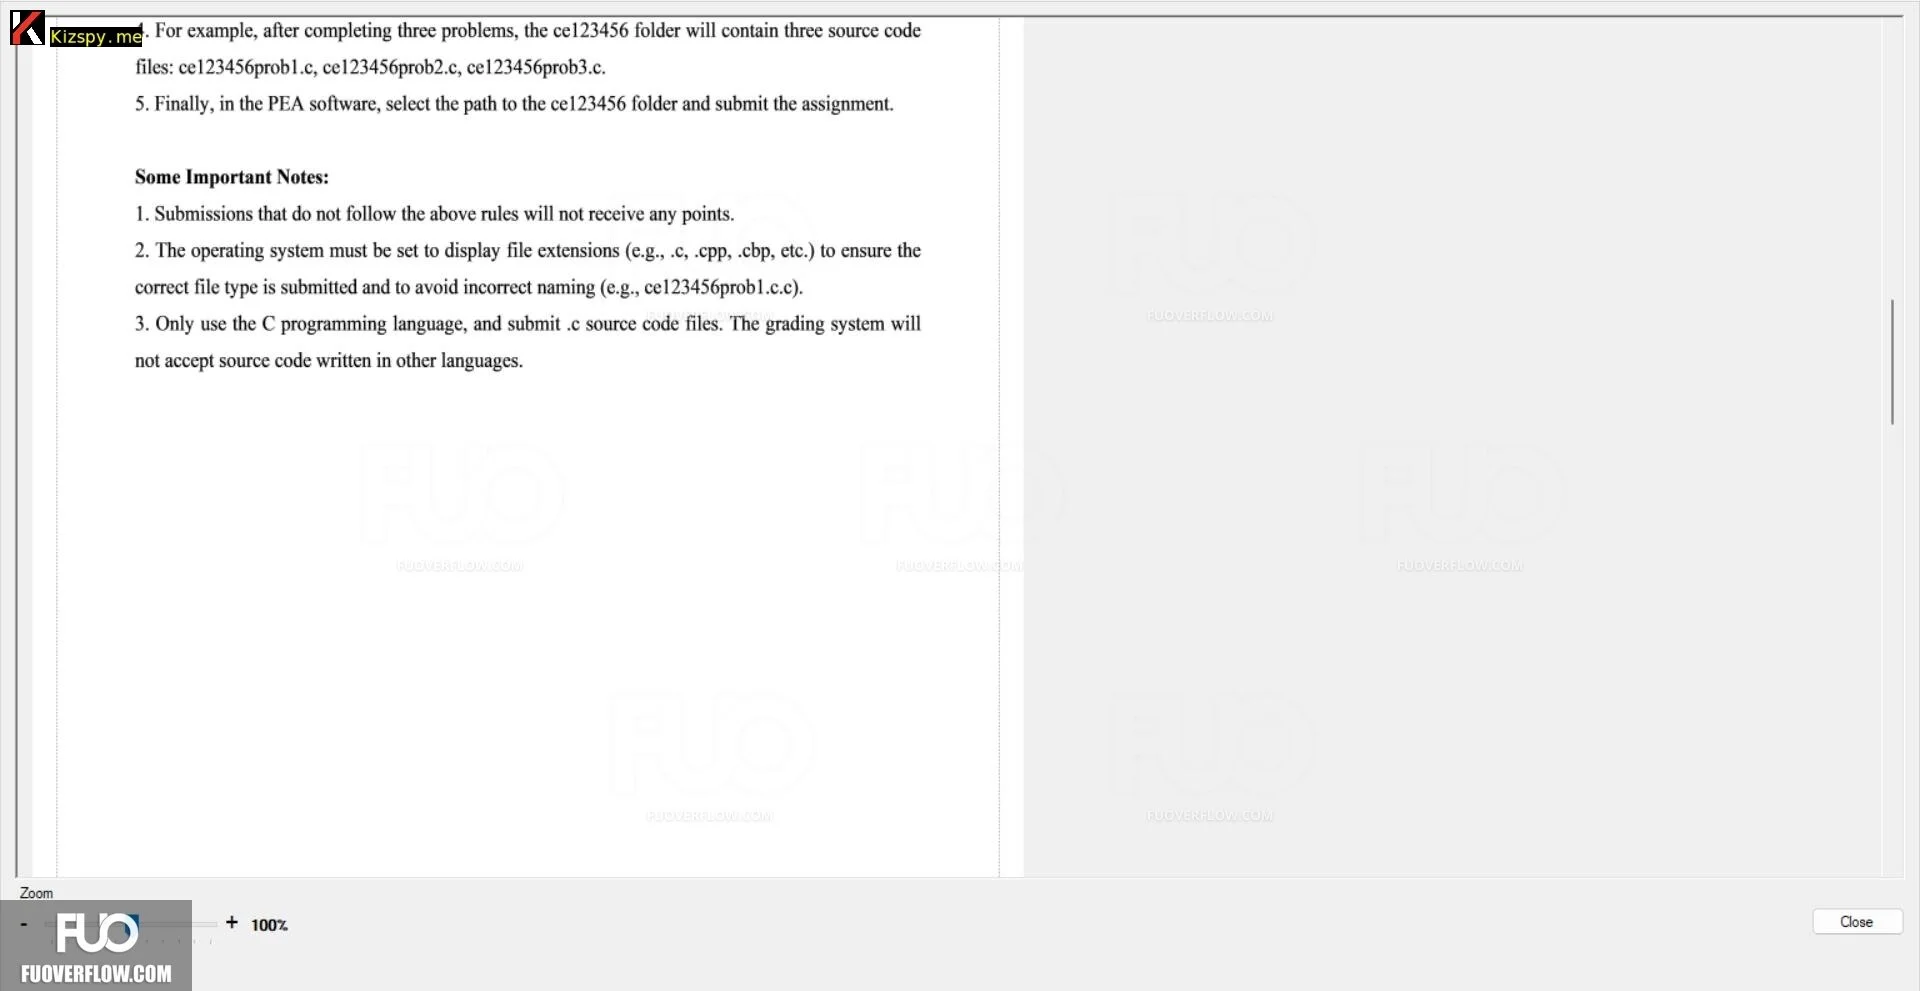 Kizspy.me
4. For example, after completing three problems, the ce123456 folder will contain three source code
files: ce123456prob1.c, ce123456prob2.c, ce123456prob3.c.
5. Finally, in the PEA software, select the path to the ce123456 folder and submit the assignment.
Some Important Notes:
1. Submissions that do not follow the above rules will not receive any points.
2. The operating system must be set to display file extensions (e.g., .c, .cpp, .cbp, etc.) to ensure the
correct file type is submitted and to avoid incorrect naming (e.g., ce123456prob1.c.c).
3. Only use the C programming language, and submit .c source code files. The grading system will
not accept source code written in other languages.
FUO
FUOVERFLOW.COM
FUOVERFLOW.COM
FUO
FUO
FUO
FUOVERFLOW.COM
FUOVERFLOW.COM
FUOVERFLOW.COM
FUO
FUO
FUOVERFLOW.COM
FUOVERFLOW.COM
Zoom
- + 100%
Close
FUO
FUOVERFLOW.COM